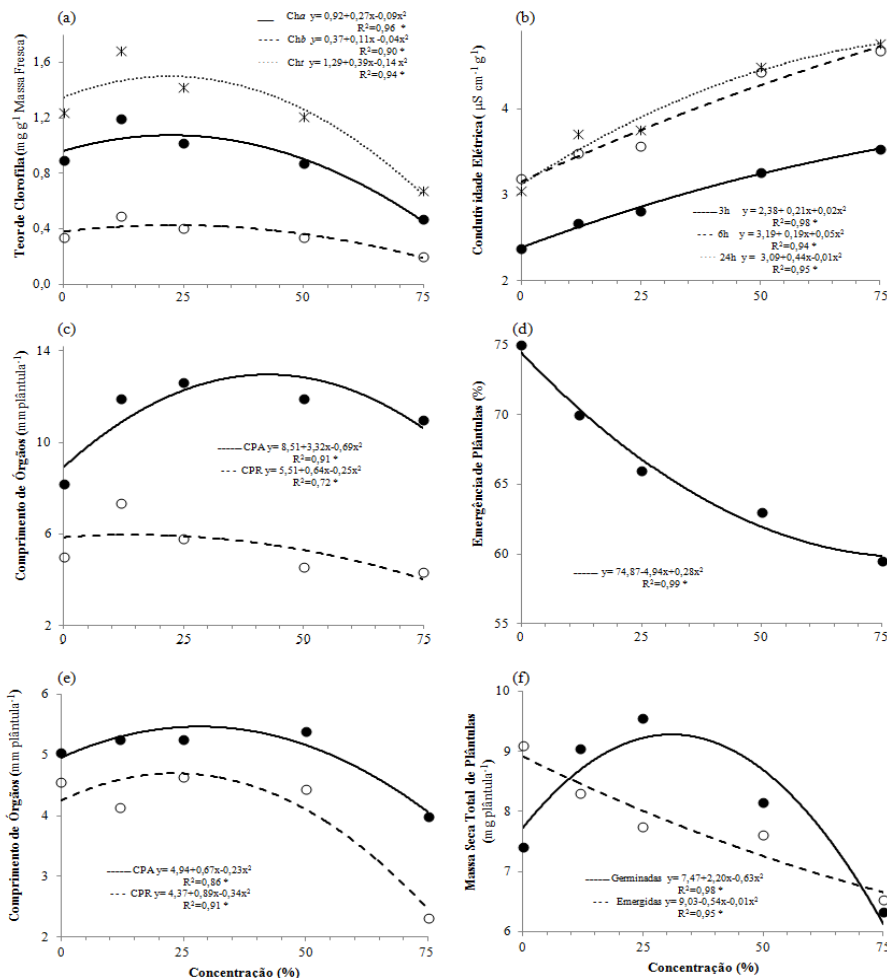 (a)
Cha y= 0,92+0,27x-0,09x²
R²=0,96 *
Chb y= 0,37+0,11x -0,04x²
R²=0,90 *
Cht y= 1,29+0,39x-0,14 x²
R²=0,94 *
Teor de Clorofila (mg g⁻¹ Massa Fresca)
1,6
1,2
0,8
0,4
0,0
0
25
50
75
(b)
Condutividade Elétrica ( µS cm⁻¹ g¹)
4
3
2
3h y = 2,38+ 0,21x+0,02x²
R²=0,98 *
6h y = 3,19+ 0,19x+0,05x²
R²=0,94 *
24h y = 3,09+0,44x-0,01x²
R²=0,95 *
0
25
50
75
(c)
Comprimento de Órgãos (mm plântula⁻¹)
14
10
6
2
CPA y= 8,51+3,32x-0,69x²
R²=0,91 *
CPR y= 5,51+0,64x-0,25x²
R²=0,72 *
0
25
50
75
(d)
Emergência de Plântulas (%)
75
70
65
60
55
y= 74,87-4,94x+0,28x²
R²=0,99 *
0
25
50
75
(e)
Comprimento de Órgãos (mm plântula⁻¹)
6
5
4
3
2
CPA y= 4,94+0,67x-0,23x²
R²=0,86 *
CPR y= 4,37+0,89x-0,34x²
R²=0,91 *
0
25
50
75
Concentração (%)
(f)
Massa Seca Total de Plântulas
(mg plântula⁻¹)
10
9
8
7
6
Germinadas y= 7,47+2,20x-0,63x²
R²=0,98 *
Emergidas y= 9,03-0,54x-0,01x²
R²=0,95 *
0
25
50
75
Concentração (%)